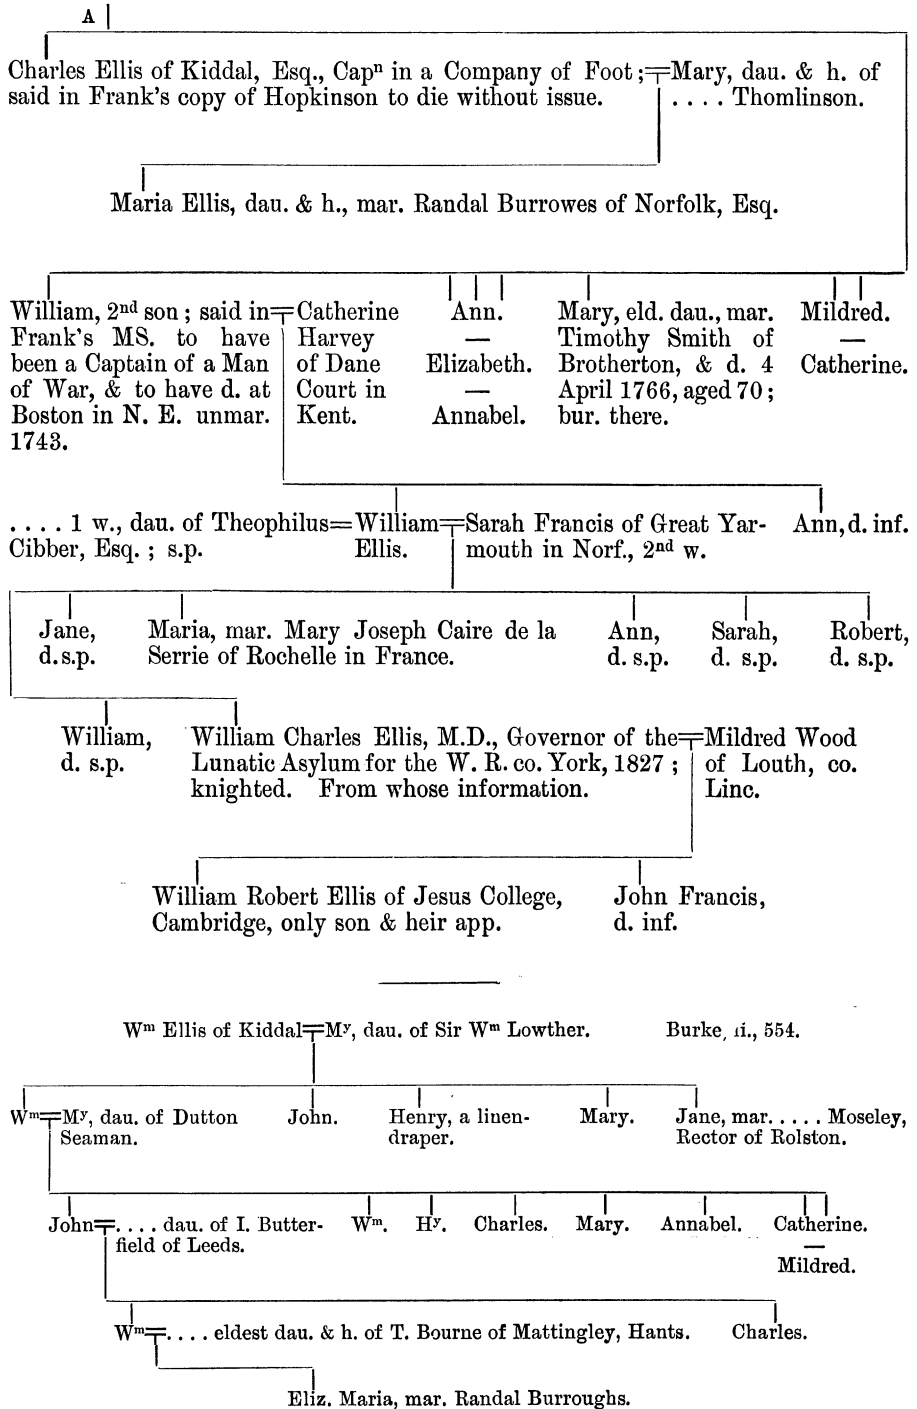 A
Charles Ellis of Kiddal, Esq., Capⁿ in a Company of Foot; Mary, dau. & h. of
said in Frank's copy of Hopkinson to die without issue. . . . . Thomlinson.
Maria Ellis, dau. & h., mar. Randal Burrowes of Norfolk, Esq.
William, 2nd son; said in
Frank's MS. to have
been a Captain of a Man
of War, & to have d. at
Boston in N. E. unmar.
1743.
Catherine
Harvey
of Dane
Court in
Kent.
Ann.
—
Elizabeth.
—
Annabel.
Mary, eld. dau., mar.
Timothy Smith of
Brotherton, & d. 4
April 1766, aged 70;
bur. there.
Mildred.
—
Catherine.
. . . . 1 w., dau. of Theophilus=William Sarah Francis of Great Yar- Ann, d. inf.
Cibber, Esq.; s.p. Ellis. mouth in Norf., 2nd w.
Jane,
d.s.p.
Maria, mar. Mary Joseph Caire de la
Serrie of Rochelle in France.
Ann,
d. s.p.
Sarah,
d. s.p.
Robert,
d. s.p.
William,
d. s.p.
William Charles Ellis, M.D., Governor of the
Lunatic Asylum for the W. R. co. York, 1827;
knighted. From whose information.
Mildred Wood
of Louth, co.
Linc.
William Robert Ellis of Jesus College,
Cambridge, only son & heir app.
John Francis,
d. inf.
Wᵐ Ellis of Kiddal Mʸ, dau. of Sir Wᵐ Lowther. Burke, ii., 554.
Wᵐ Mʸ, dau. of Dutton
Seaman.
John.
Henry, a linen-
draper.
Mary.
Jane, mar. . . . . Moseley,
Rector of Rolston.
John . . . . dau. of I. Butter-
field of Leeds.
Wᵐ. Hʸ. Charles. Mary. Annabel. Catherine.
—
Mildred.
Wᵐ . . . . eldest dau. & h. of T. Bourne of Mattingley, Hants. Charles.
Eliz. Maria, mar. Randal Burroughs.